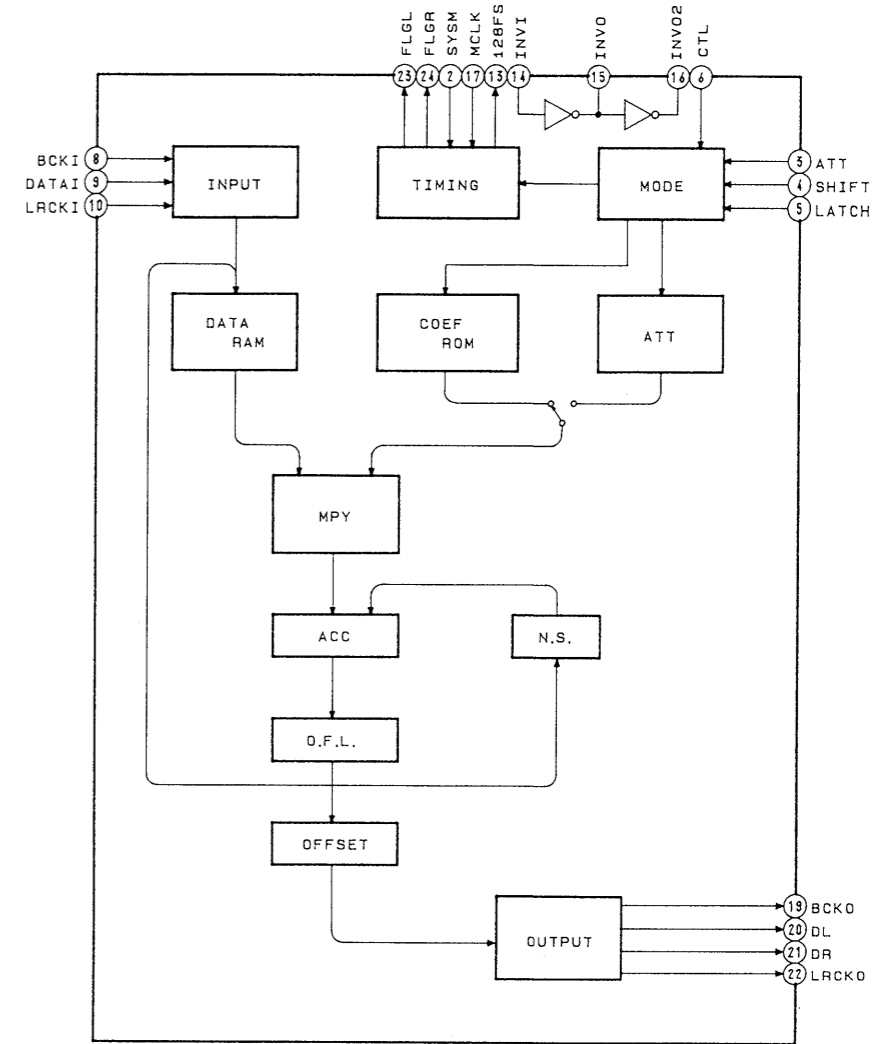 FLGL
FLGR
SYSM
MCLK
128FS
INVI
INVO
INVO2
CTL
23
24
2
17
13
14
15
16
6
BCKI 8
DATAI 9
LRCKI 10
INPUT
TIMING
MODE
3 ATT
4 SHIFT
5 LATCH
DATA
RAM
COEF
ROM
ATT
MPY
ACC
N.S.
O.F.L.
OFFSET
OUTPUT
19 BCKO
20 DL
21 DR
22 LRCKO